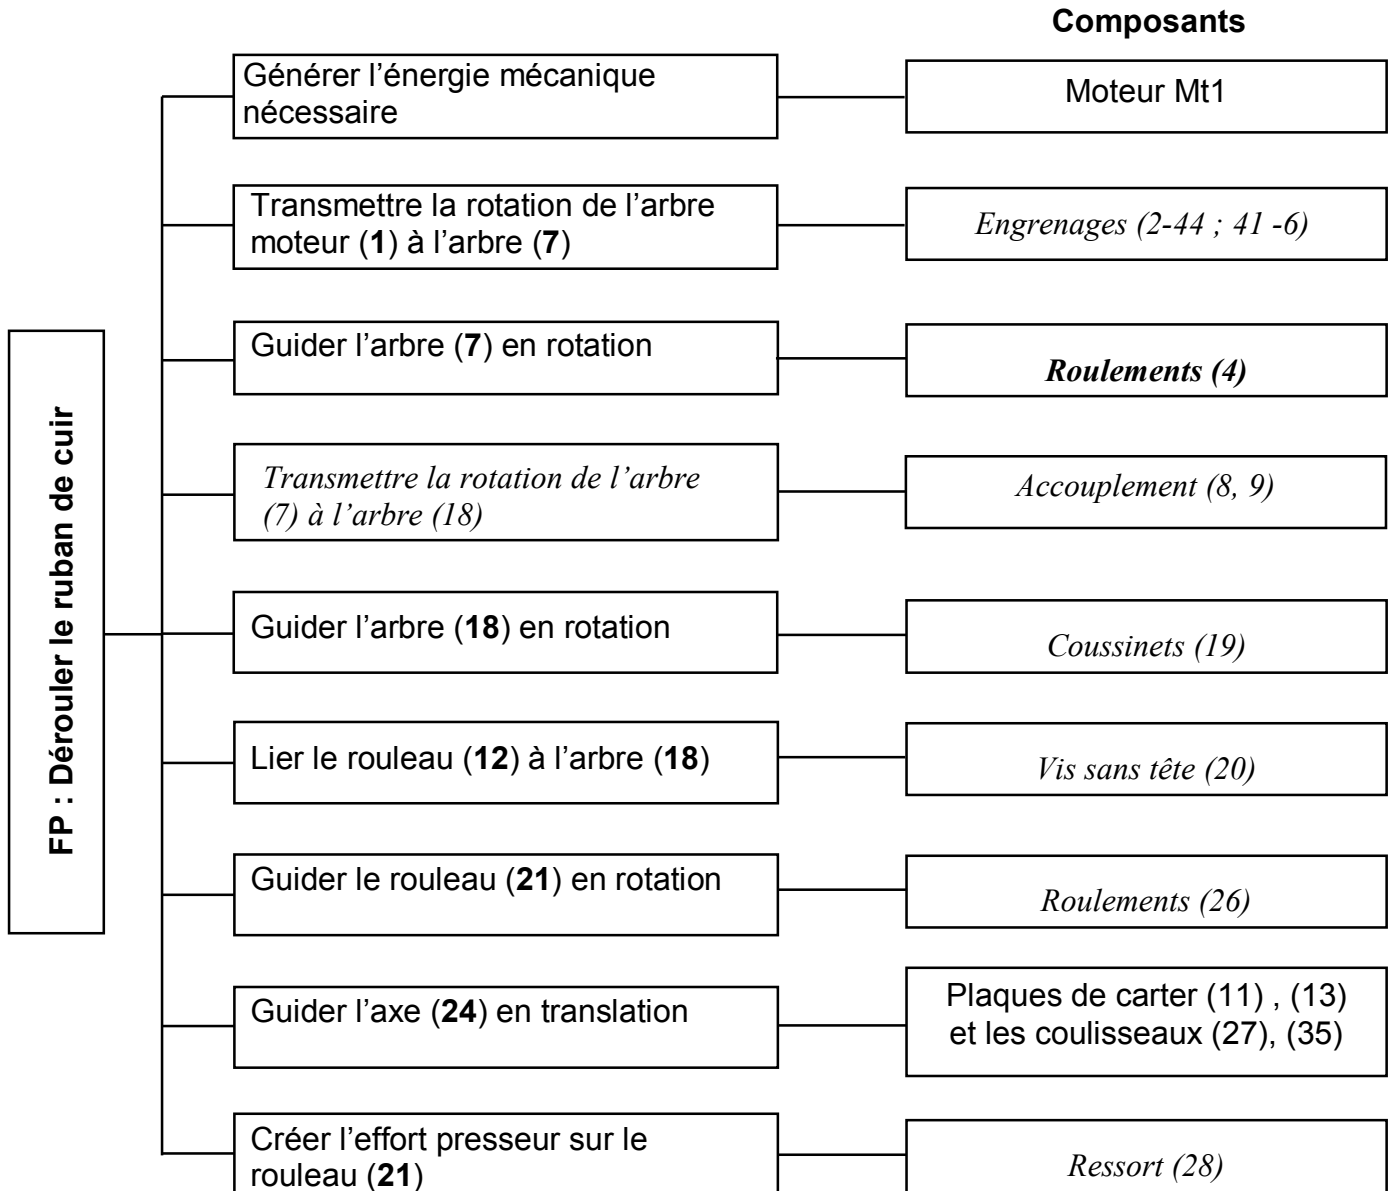 Composants
Générer l’énergie mécanique
nécessaire
Moteur Mt1
Transmettre la rotation de l’arbre
moteur (1) à l’arbre (7)
Engrenages (2-44 ; 41 -6)
Guider l’arbre (7) en rotation
Roulements (4)
FP : Dérouler le ruban de cuir
Transmettre la rotation de l’arbre
(7) à l’arbre (18)
Accouplement (8, 9)
Guider l’arbre (18) en rotation
Coussinets (19)
Lier le rouleau (12) à l’arbre (18)
Vis sans tête (20)
Guider le rouleau (21) en rotation
Roulements (26)
Guider l’axe (24) en translation
Plaques de carter (11) , (13)
et les coulisseaux (27), (35)
Créer l’effort presseur sur le
rouleau (21)
Ressort (28)